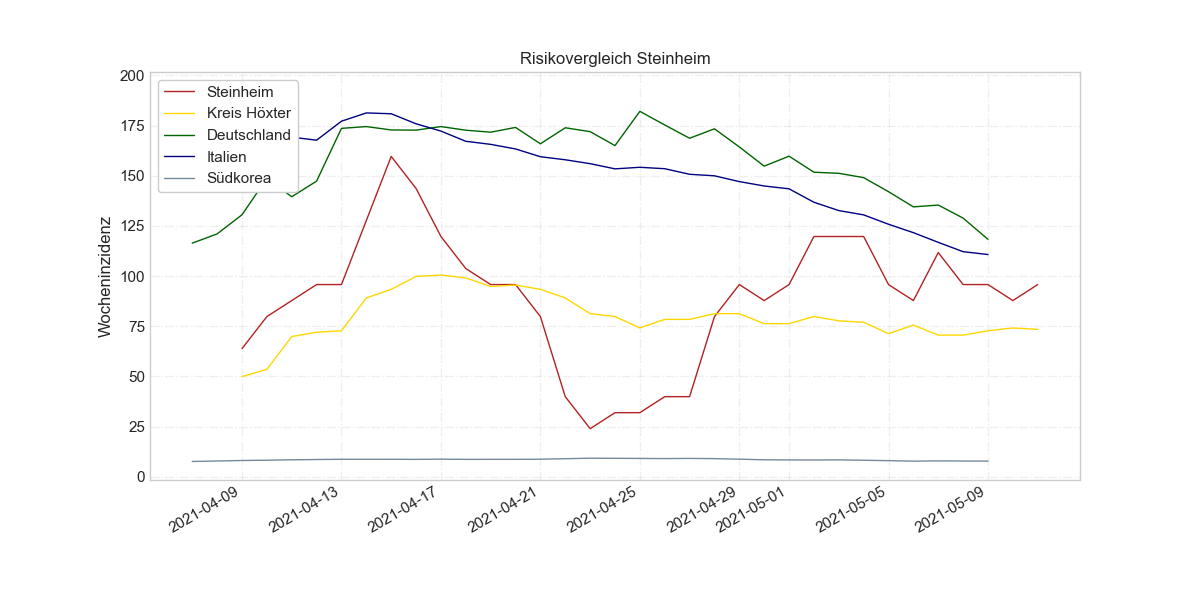 Risikovergleich Steinheim
Wocheninzidenz
200
175
150
125
100
75
50
25
0
Steinheim
Kreis Höxter
Deutschland
Italien
Südkorea
2021-04-09
2021-04-13
2021-04-17
2021-04-21
2021-04-25
2021-04-29
2021-05-01
2021-05-05
2021-05-09